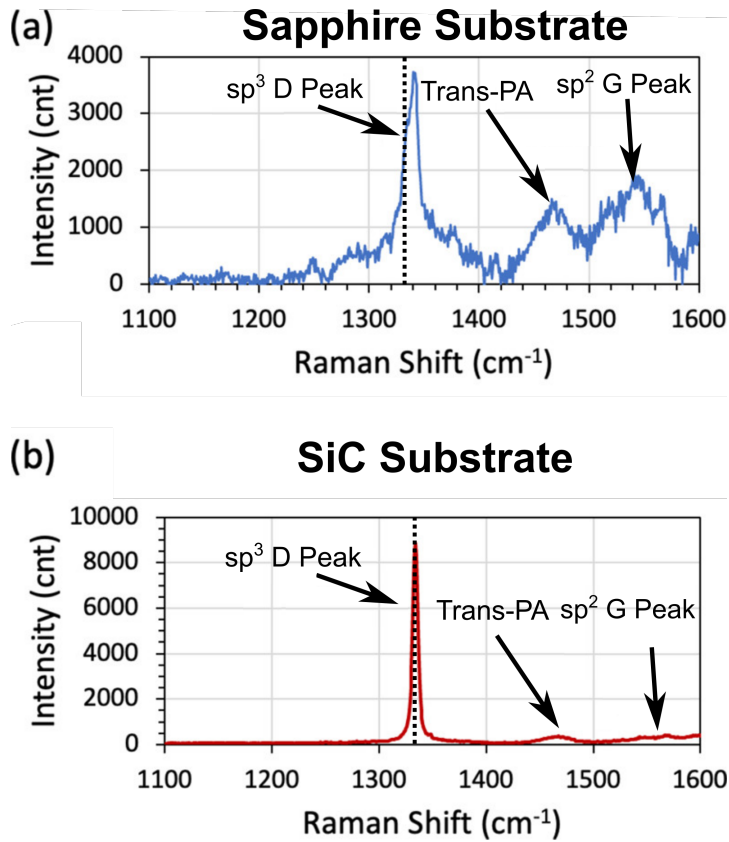 (a) Sapphire Substrate
4000
3000
2000
1000
0
Intensity (cnt)
sp³ D Peak
Trans-PA
sp² G Peak
1100 1200 1300 1400 1500 1600
Raman Shift (cm⁻¹)
(b) SiC Substrate
10000
8000
6000
4000
2000
0
Intensity (cnt)
sp³ D Peak
Trans-PA
sp² G Peak
1100 1200 1300 1400 1500 1600
Raman Shift (cm⁻¹)